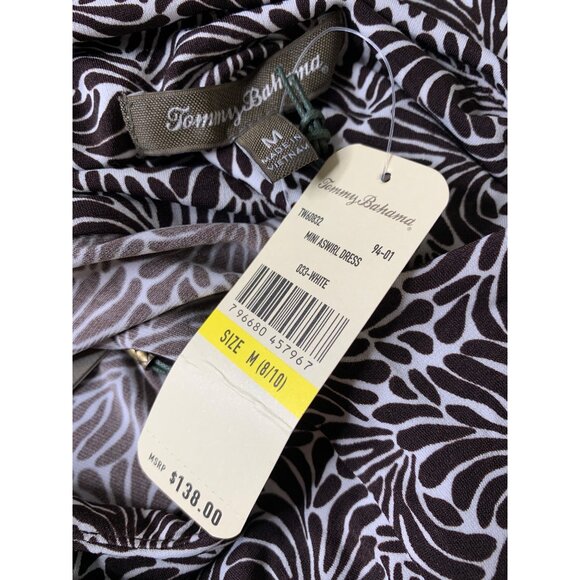 Tommy Bahama
M
MADE IN
VIETNAM
Tommy Bahama®
TW60832 94-01
MINI ASWIRL DRESS
033-WHITE
796680 457967
SIZE M (8/10)
MSRP
$138.00